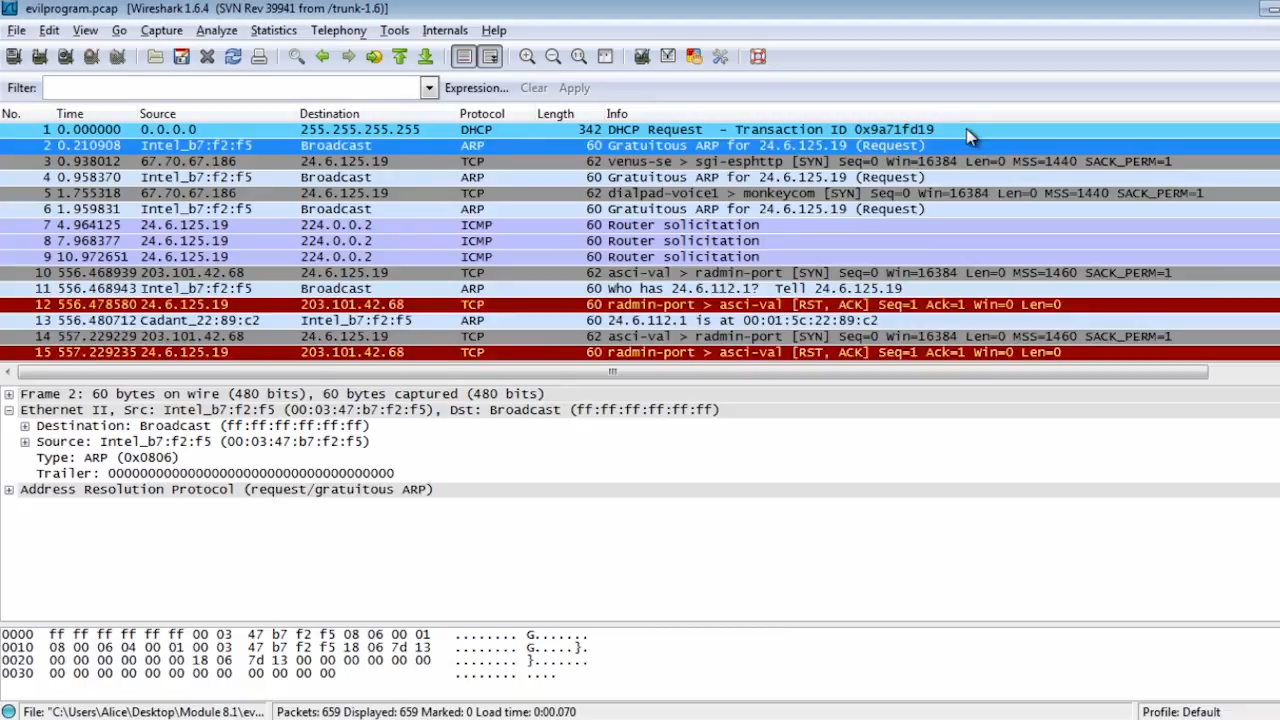 evilprogram.pcap [Wireshark 1.6.4 (SVN Rev 39941 from /trunk-1.6)]
File Edit View Go Capture Analyze Statistics Telephony Tools Internals Help
Filter: Expression... Clear Apply
No. Time Source Destination Protocol Length Info
1 0.000000 0.0.0.0 255.255.255.255 DHCP 342 DHCP Request - Transaction ID 0x9a71fd19
2 0.210908 Intel_b7:f2:f5 Broadcast ARP 60 Gratuitous ARP for 24.6.125.19 (Request)
3 0.938012 67.70.67.186 24.6.125.19 TCP 62 venus-se > sgi-esphttp [SYN] Seq=0 Win=16384 Len=0 MSS=1440 SACK_PERM=1
4 0.958370 Intel_b7:f2:f5 Broadcast ARP 60 Gratuitous ARP for 24.6.125.19 (Request)
5 1.755318 67.70.67.186 24.6.125.19 TCP 62 dialpad-voice1 > monkeycom [SYN] Seq=0 Win=16384 Len=0 MSS=1440 SACK_PERM=1
6 1.959831 Intel_b7:f2:f5 Broadcast ARP 60 Gratuitous ARP for 24.6.125.19 (Request)
7 4.964125 24.6.125.19 224.0.0.2 ICMP 60 Router solicitation
8 7.968377 24.6.125.19 224.0.0.2 ICMP 60 Router solicitation
9 10.972651 24.6.125.19 224.0.0.2 ICMP 60 Router solicitation
10 556.468939 203.101.42.68 24.6.125.19 TCP 62 asci-val > radmin-port [SYN] Seq=0 Win=16384 Len=0 MSS=1460 SACK_PERM=1
11 556.468943 Intel_b7:f2:f5 Broadcast ARP 60 Who has 24.6.112.1? Tell 24.6.125.19
12 556.478580 24.6.125.19 203.101.42.68 TCP 60 radmin-port > asci-val [RST, ACK] Seq=1 Ack=1 Win=0 Len=0
13 556.480712 Cadant_22:89:c2 Intel_b7:f2:f5 ARP 60 24.6.112.1 is at 00:01:5c:22:89:c2
14 557.229229 203.101.42.68 24.6.125.19 TCP 62 asci-val > radmin-port [SYN] Seq=0 Win=16384 Len=0 MSS=1460 SACK_PERM=1
15 557.229235 24.6.125.19 203.101.42.68 TCP 60 radmin-port > asci-val [RST, ACK] Seq=1 Ack=1 Win=0 Len=0
Frame 2: 60 bytes on wire (480 bits), 60 bytes captured (480 bits)
Ethernet II, Src: Intel_b7:f2:f5 (00:03:47:b7:f2:f5), Dst: Broadcast (ff:ff:ff:ff:ff:ff)
Destination: Broadcast (ff:ff:ff:ff:ff:ff)
Source: Intel_b7:f2:f5 (00:03:47:b7:f2:f5)
Type: ARP (0x0806)
Trailer: 000000000000000000000000000000000000
Address Resolution Protocol (request/gratuitous ARP)
0000 ff ff ff ff ff ff 00 03 47 b7 f2 f5 08 06 00 01 ........ G.......
0010 08 00 06 04 00 01 00 03 47 b7 f2 f5 18 06 7d 13 ........ G.....}.
0020 00 00 00 00 00 00 18 06 7d 13 00 00 00 00 00 00 ........ }.......
0030 00 00 00 00 00 00 00 00 00 00 00 00 ........ ....
File: "C:\Users\Alice\Desktop\Module 8.1\ev... Packets: 659 Displayed: 659 Marked: 0 Load time: 0:00.070 Profile: Default